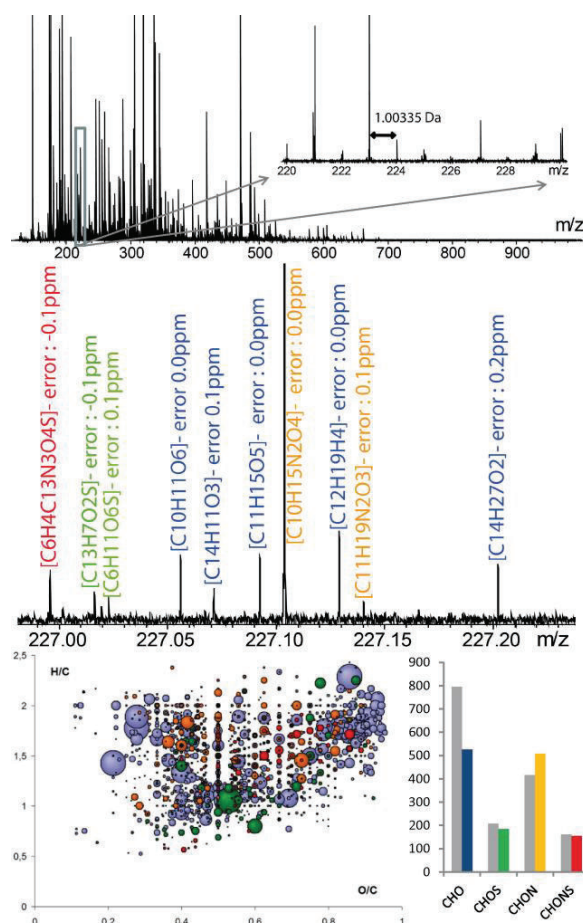 1.00335 Da
220 222 224 226 228 m/z
m/z
200 300 400 500 600 700 800 900
[C6H4C13N3O4S]- error : -0.1ppm
[C13H7O2S]- error : -0.1ppm
[C6H11O6S]- error : 0.1ppm
[C10H11O6]- error 0.0ppm
[C14H11O3]- error 0.1ppm
[C11H15O5]- error : 0.0ppm
[C10H15N2O4]- error : 0.0ppm
[C12H19H4]- error : 0.0ppm
[C11H19N2O3]- error : 0.1ppm
[C14H27O2]- error : 0.2ppm
227.00 227.05 227.10 227.15 227.20 m/z
2,5
H/C
2
1,5
1
0,5
0
O/C
0 0.2 0.4 0.6 0.8 1
900
800
700
600
500
400
300
200
100
0
CHO CHOS CHON CHONS